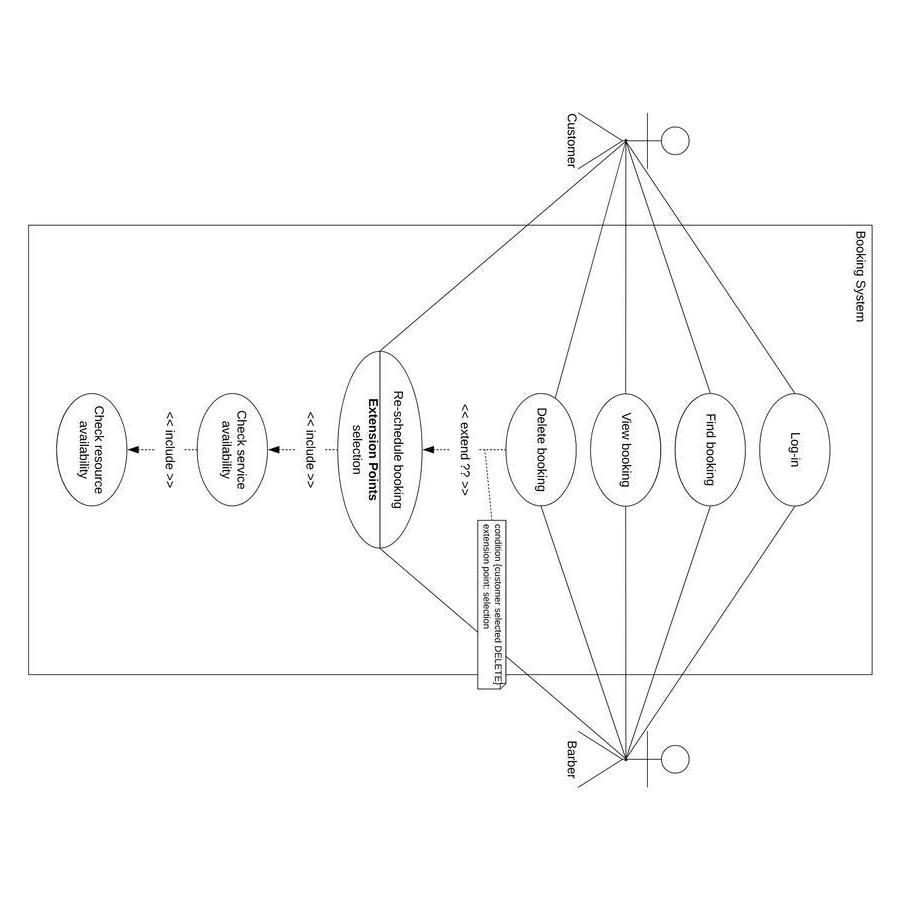 Booking System
Customer
Barber
Log-in
Find booking
View booking
Delete booking
<< extend ?? >>
condition {customer selected DELETE}
extension point: selection
Re-schedule booking
Extension Points
selection
<< include >>
Check service
availability
<< include >>
Check resource
availability